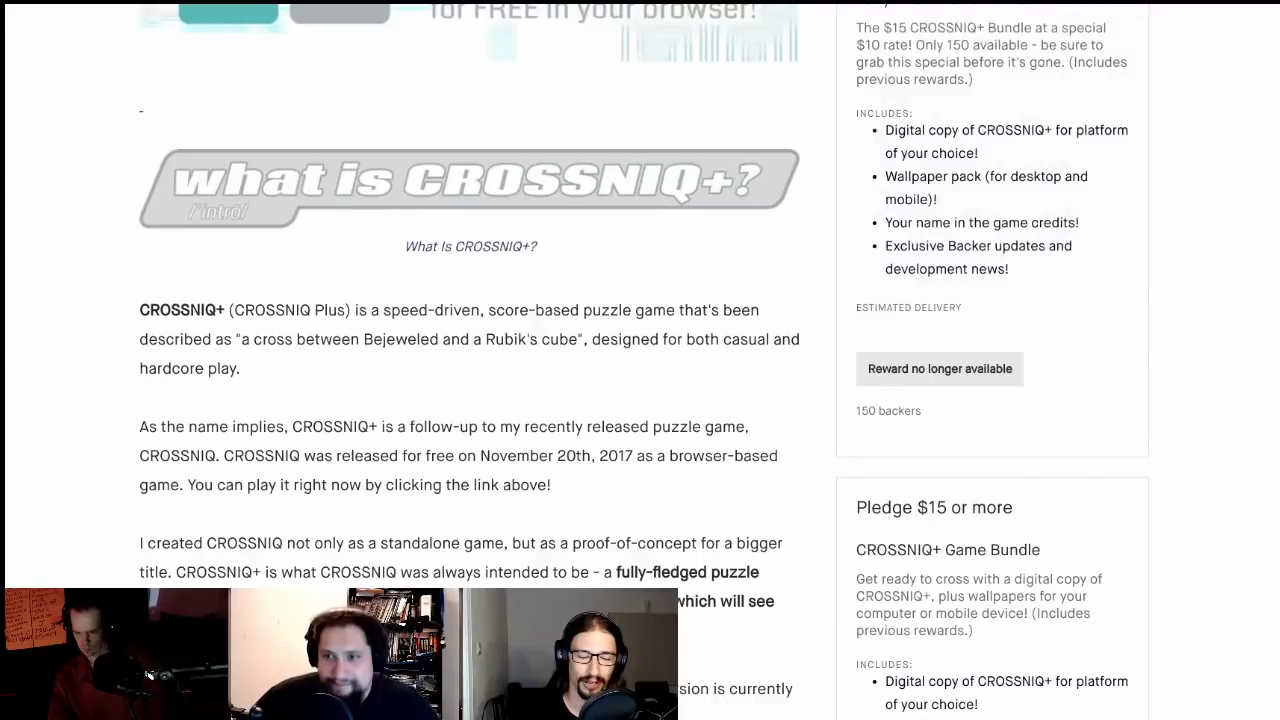 for FREE in your browser!
-
what is CROSSNIQ+?
/'intrō/
What Is CROSSNIQ+?
CROSSNIQ+ (CROSSNIQ Plus) is a speed-driven, score-based puzzle game that's been
described as "a cross between Bejeweled and a Rubik's cube", designed for both casual and
hardcore play.
As the name implies, CROSSNIQ+ is a follow-up to my recently released puzzle game,
CROSSNIQ. CROSSNIQ was released for free on November 20th, 2017 as a browser-based
game. You can play it right now by clicking the link above!
I created CROSSNIQ not only as a standalone game, but as a proof-of-concept for a bigger
title. CROSSNIQ+ is what CROSSNIQ was always intended to be - a fully-fledged puzzle
which will see
sion is currently
The $15 CROSSNIQ+ Bundle at a special
$10 rate! Only 150 available - be sure to
grab this special before it's gone. (Includes
previous rewards.)
INCLUDES:
• Digital copy of CROSSNIQ+ for platform
of your choice!
• Wallpaper pack (for desktop and
mobile)!
• Your name in the game credits!
• Exclusive Backer updates and
development news!
ESTIMATED DELIVERY
Reward no longer available
150 backers
Pledge $15 or more
CROSSNIQ+ Game Bundle
Get ready to cross with a digital copy of
CROSSNIQ+, plus wallpapers for your
computer or mobile device! (Includes
previous rewards.)
INCLUDES:
• Digital copy of CROSSNIQ+ for platform
of your choice!